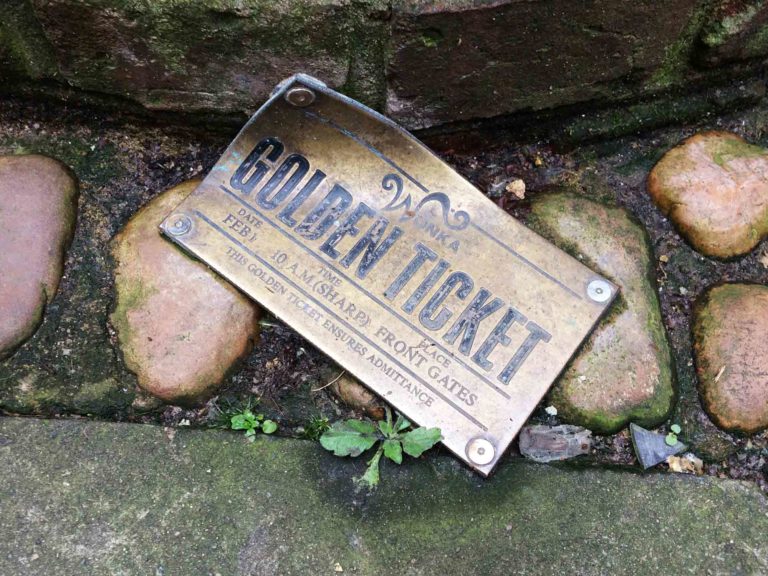 WONKA
GOLDEN TICKET
DATE TIME PLACE
FEB 1 10 A.M.(SHARP) FRONT GATES
THIS GOLDEN TICKET ENSURES ADMITTANCE